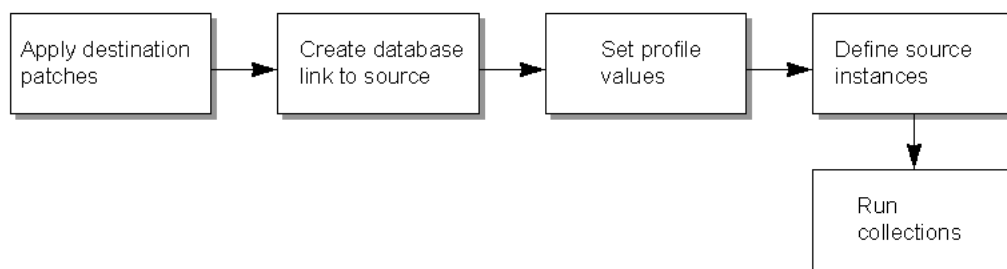 Apply destination
patches
Create database
link to source
Set profile
values
Define source
instances
Run
collections